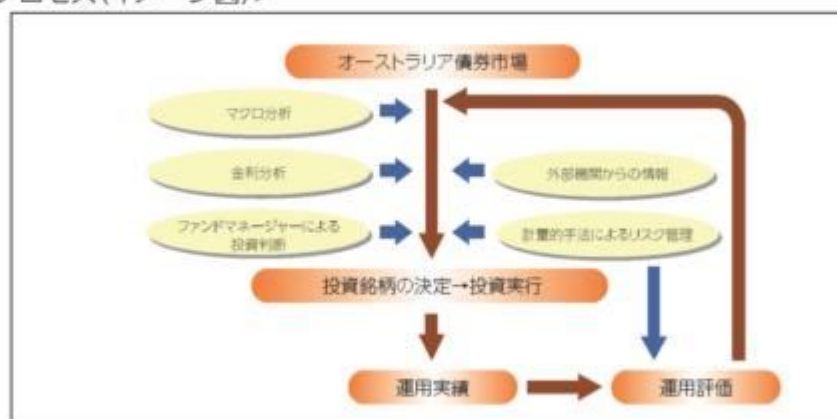 オーストラリア債券市場
マクロ分析
金利分析
外部機関からの情報
ファンドマネージャーによる
投資判断
計量的手法によるリスク管理
投資銘柄の決定→投資実行
運用実績
運用評価